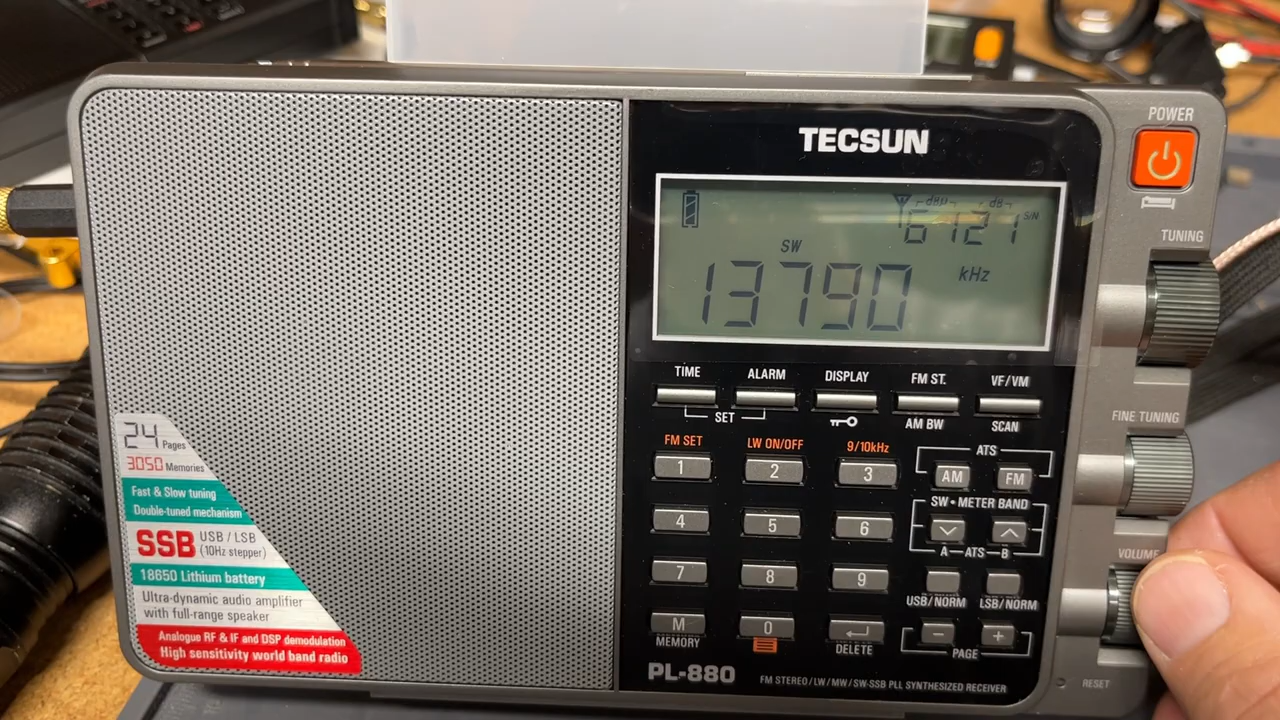 TECSUN
POWER
dBμ dB
6121 S/N
SW
13790 kHz
TUNING
TIME ALARM DISPLAY FM ST. VF/VM
SET AM BW SCAN
FM SET LW ON/OFF 9/10kHz ATS
1 2 3 AM FM
SW • METER BAND
4 5 6
A ATS B
7 8 9
USB/NORM LSB/NORM
M 0 - +
MEMORY DELETE PAGE
PL-880 FM STEREO/LW/MW/SW-SSB PLL SYNTHESIZED RECEIVER
FINE TUNING
VOLUME
RESET
24 Pages
3050 Memories
Fast & Slow tuning
Double-tuned mechanism
SSB USB / LSB
(10Hz stepper)
18650 Lithium battery
Ultra-dynamic audio amplifier
with full-range speaker
Analogue RF & IF and DSP demodulation
High sensitivity world band radio